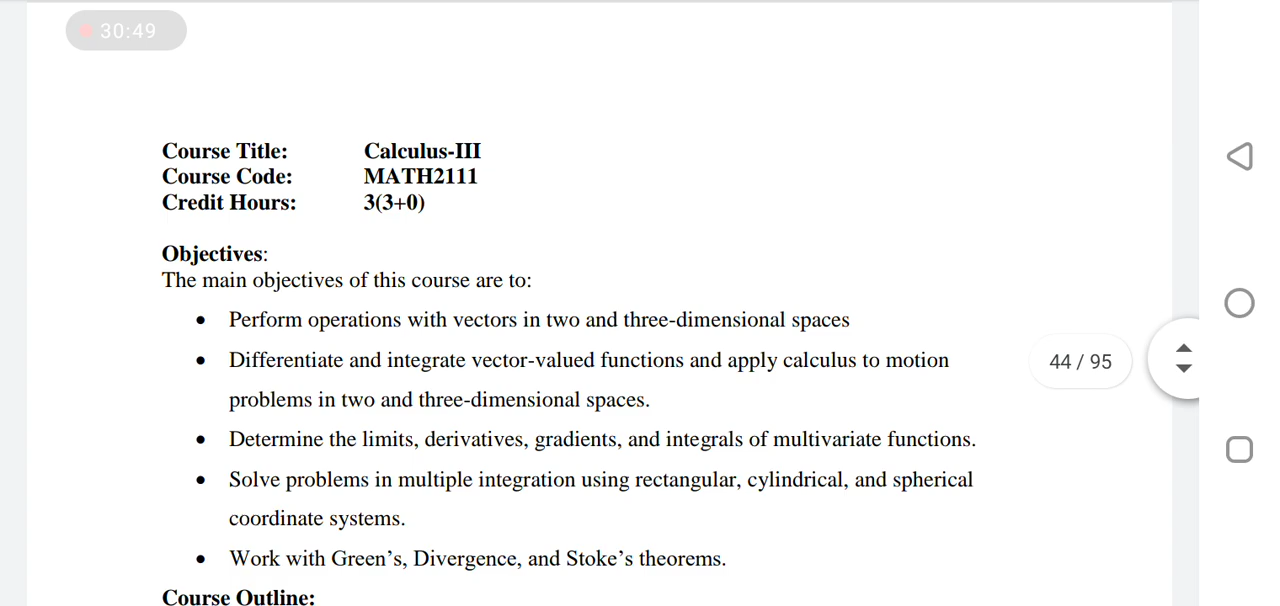 30:49
Course Title: Calculus-III
Course Code: MATH2111
Credit Hours: 3(3+0)
Objectives:
The main objectives of this course are to:
• Perform operations with vectors in two and three-dimensional spaces
• Differentiate and integrate vector-valued functions and apply calculus to motion
problems in two and three-dimensional spaces.
• Determine the limits, derivatives, gradients, and integrals of multivariate functions.
• Solve problems in multiple integration using rectangular, cylindrical, and spherical
coordinate systems.
• Work with Green’s, Divergence, and Stoke’s theorems.
Course Outline:
44 / 95